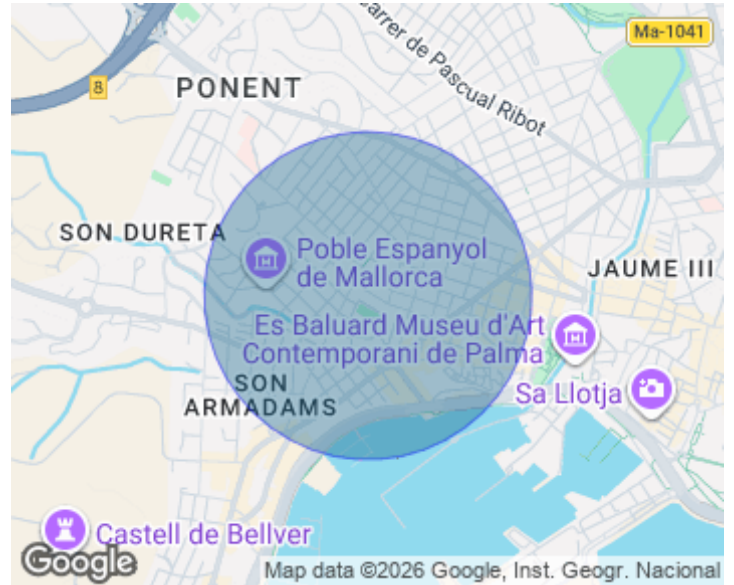 Ma-1041
arrer de Pascual Ribot
8
PONENT
SON DURETA
Poble Espanyol
de Mallorca
JAUME III
Es Baluard Museu d'Art
Contemporani de Palma
SON
ARMADAMS
Sa Llotja
Castell de Bellver
Google
Map data ©2026 Google, Inst. Geogr. Nacional